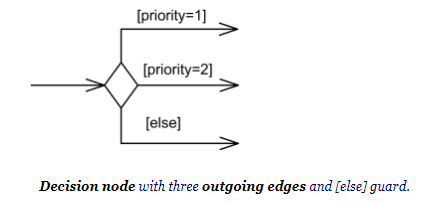 [priority=1]
[priority=2]
[else]
Decision node with three outgoing edges and [else] guard.